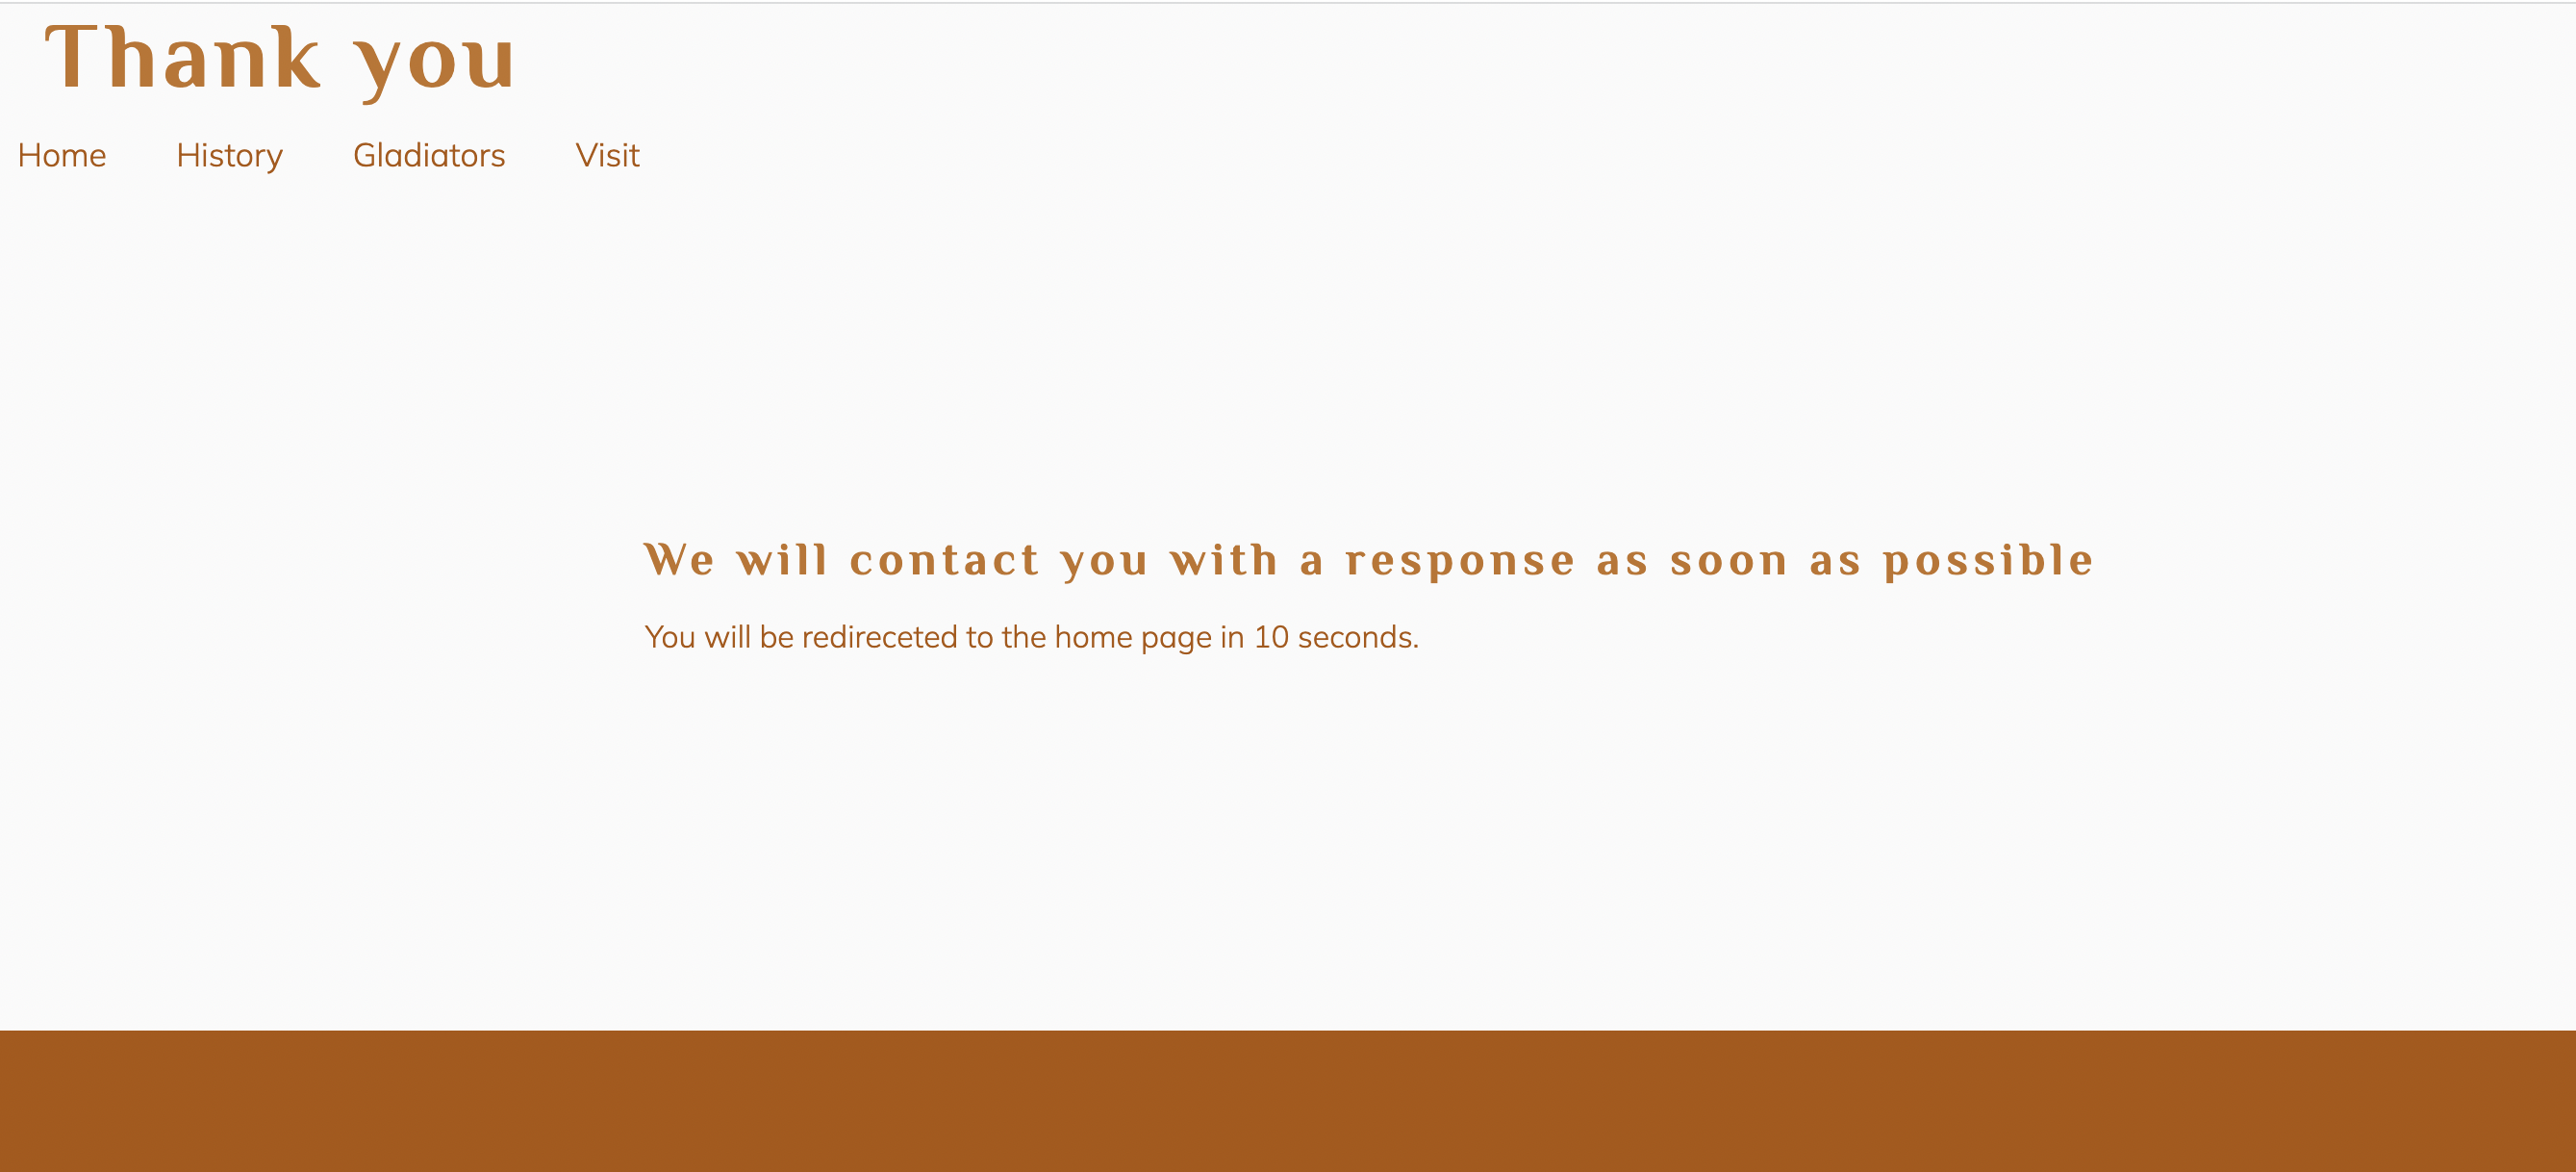 Thank you
Home History Gladiators Visit
We will contact you with a response as soon as possible
You will be redireceted to the home page in 10 seconds.